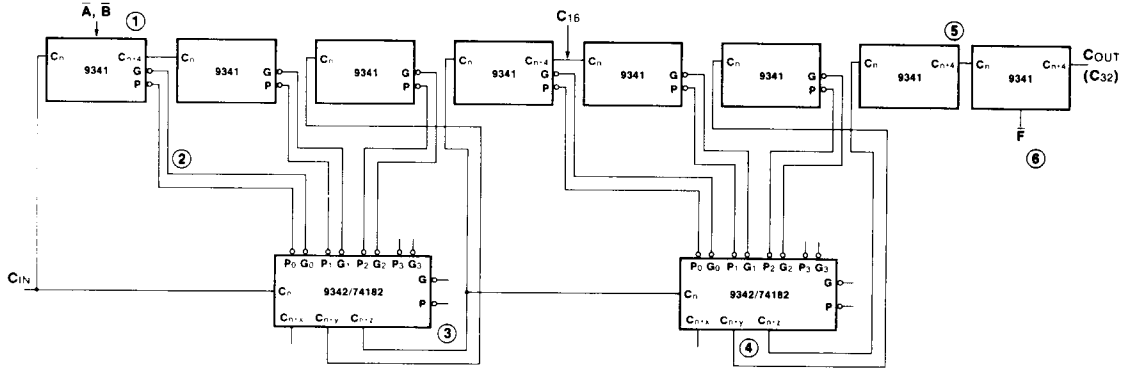 A̅, B̅
①
Cn
Cn+4
G
P
9341
Cn
9341
G
P
Cn
9341
G
P
Cn
9341
Cn+4
G
P
C16
Cn
9341
G
P
Cn
9341
G
P
⑤
Cn
9341
Cn+4
Cn
9341
Cn+4
COUT
(C32)
F̅
⑥
②
CIN
P0 G0 P1 G1 P2 G2 P3 G3
G
P
Cn
9342/74182
Cn+x Cn+y Cn+z
③
P0 G0 P1 G1 P2 G2 P3 G3
G
P
Cn
9342/74182
Cn+x Cn+y Cn+z
④